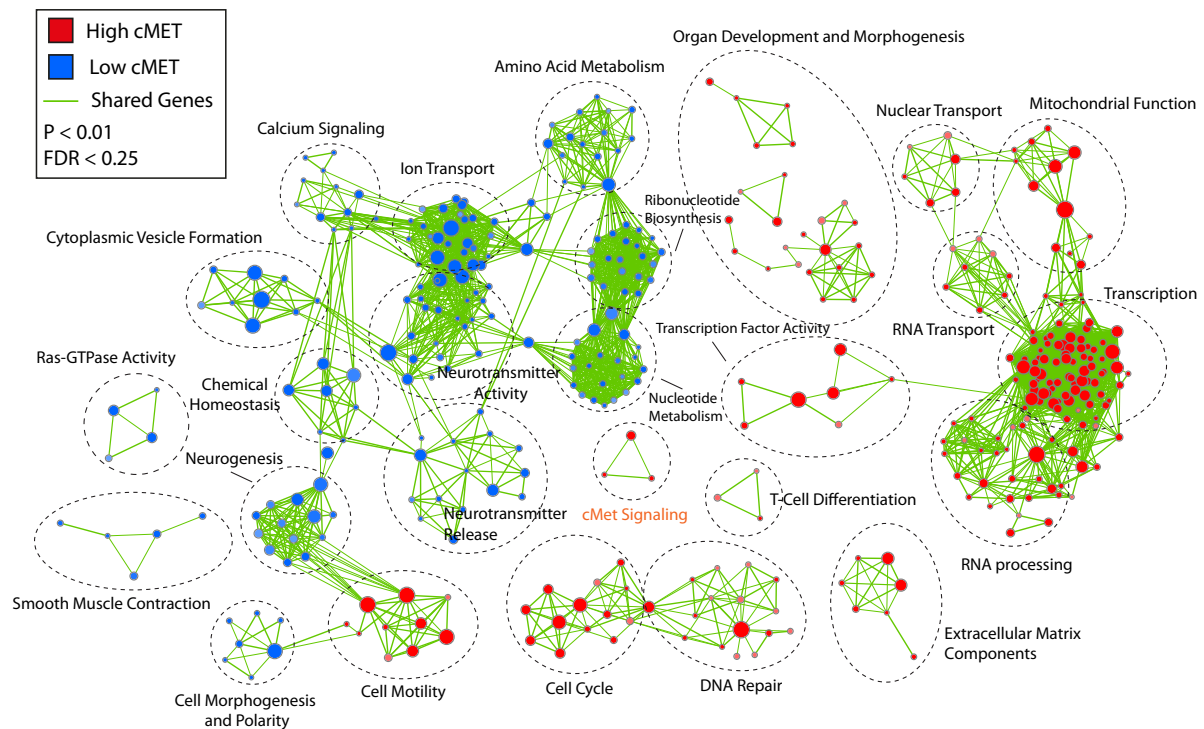 High cMET
Low cMET
Shared Genes
P < 0.01
FDR < 0.25
Organ Development and Morphogenesis
Amino Acid Metabolism
Nuclear Transport
Mitochondrial Function
Calcium Signaling
Ion Transport
Ribonucleotide
Biosynthesis
Cytoplasmic Vesicle Formation
Transcription
Transcription Factor Activity
RNA Transport
Ras-GTPase Activity
Chemical
Homeostasis
Neurotransmitter
Activity
Nucleotide
Metabolism
Neurogenesis
Neurotransmitter
Release
cMet Signaling
T-Cell Differentiation
RNA processing
Smooth Muscle Contraction
Extracellular Matrix
Components
Cell Morphogenesis
and Polarity
Cell Motility
Cell Cycle
DNA Repair